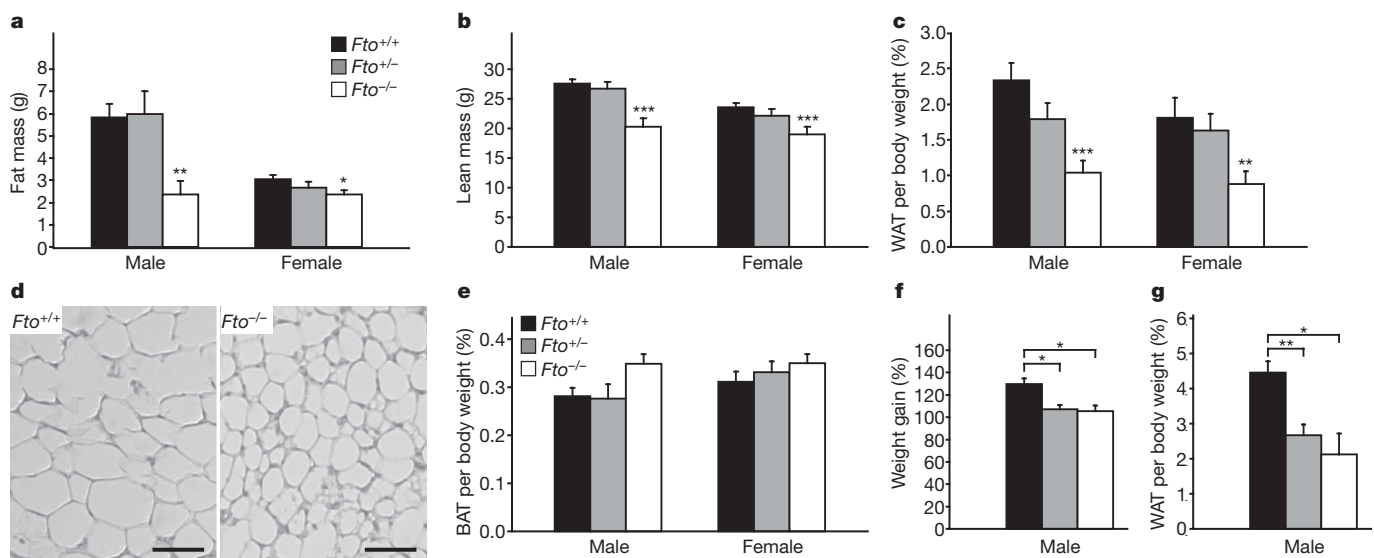 a
Fat mass (g)
8
7
6
5
4
3
2
1
0
Fto+/+
Fto+/–
Fto–/–
**
*
Male
Female
b
Lean mass (g)
30
25
20
15
10
5
0
***
***
Male
Female
c
WAT per body weight (%)
3.0
2.5
2.0
1.5
1.0
0.5
0.0
***
**
Male
Female
d
Fto+/+
Fto–/–
e
BAT per body weight (%)
0.4
0.3
0.2
0.1
0.0
Fto+/+
Fto+/–
Fto–/–
Male
Female
f
Weight gain (%)
160
140
120
100
80
60
40
20
0
*
*
Male
g
WAT per body weight (%)
6
5
4
3
2
1
0
*
**
Male